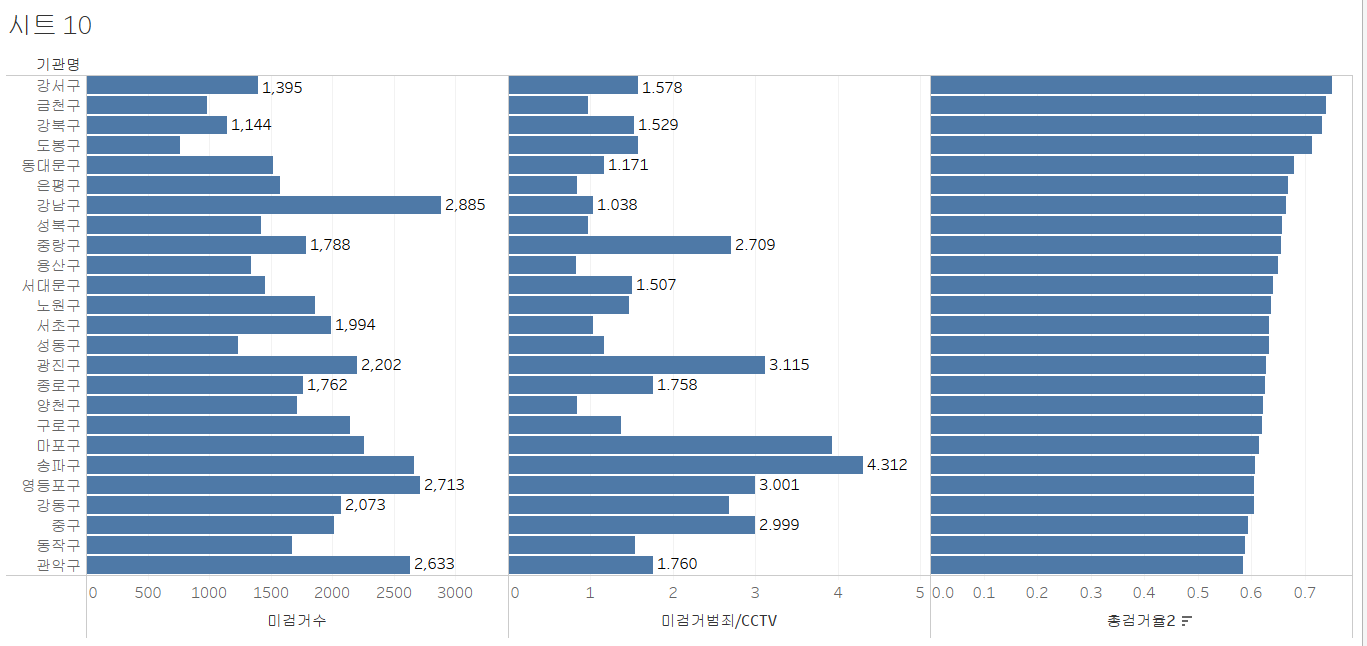 시트 10
기관명
강서구 1,395 1.578
금천구
강북구 1,144 1.529
도봉구
동대문구 1.171
은평구
강남구 2,885 1.038
성북구
중랑구 1,788 2.709
용산구
서대문구 1.507
노원구
서초구 1,994
성동구
광진구 2,202 3.115
종로구 1,762 1.758
양천구
구로구
마포구
송파구 4.312
영등포구 2,713 3.001
강동구 2,073
중구 2.999
동작구
관악구 2,633 1.760
0 500 1000 1500 2000 2500 3000 0 1 2 3 4 5 0.0 0.1 0.2 0.3 0.4 0.5 0.6 0.7
미검거수 미검거범죄/CCTV 총검거율2